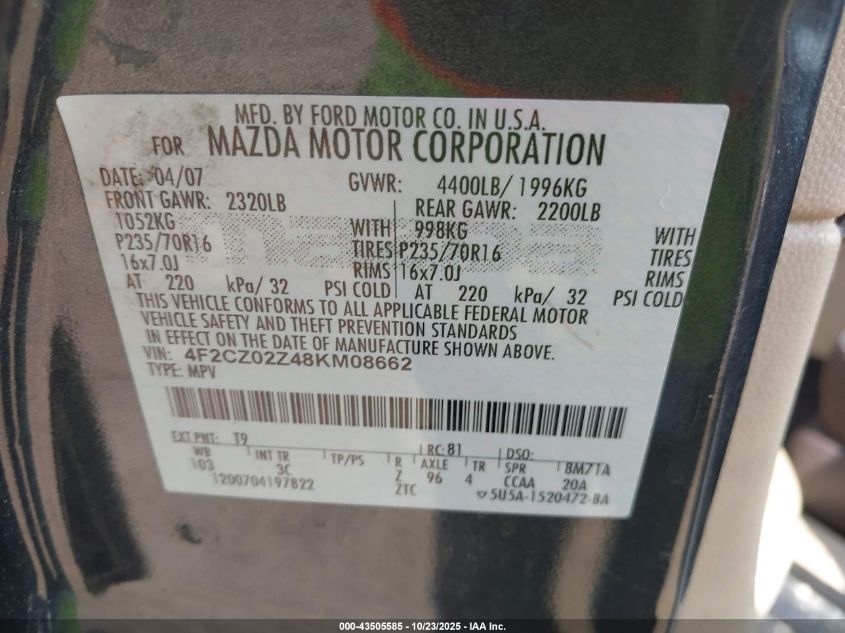 MFD. BY FORD MOTOR CO. IN U.S.A.
FOR MAZDA MOTOR CORPORATION
DATE: 04/07 GVWR: 4400LB/ 1996KG
FRONT GAWR: 2320LB REAR GAWR: 2200LB
1052KG WITH 998KG WITH
P235/70R16 TIRES P235/70R16 TIRES
16x7.0J RIMS 16x7.0J RIMS
AT 220 kPa/ 32 PSI COLD AT 220 kPa/ 32 PSI COLD
THIS VEHICLE CONFORMS TO ALL APPLICABLE FEDERAL MOTOR
VEHICLE SAFETY AND THEFT PREVENTION STANDARDS
IN EFFECT ON THE DATE OF MANUFACTURE SHOWN ABOVE.
VIN: 4F2CZ02Z48KM08662
TYPE: MPV
EXT PNT: T9 RC: 81 DSO:
WB INT TR TP/PS R AXLE TR SPR 8M71A
103 3C Z 96 4 CCAA 20A
1200704197822 ZTC 5U5A-1520472-BA
mazda
000-43505585 | 10/23/2025 | IAA Inc.